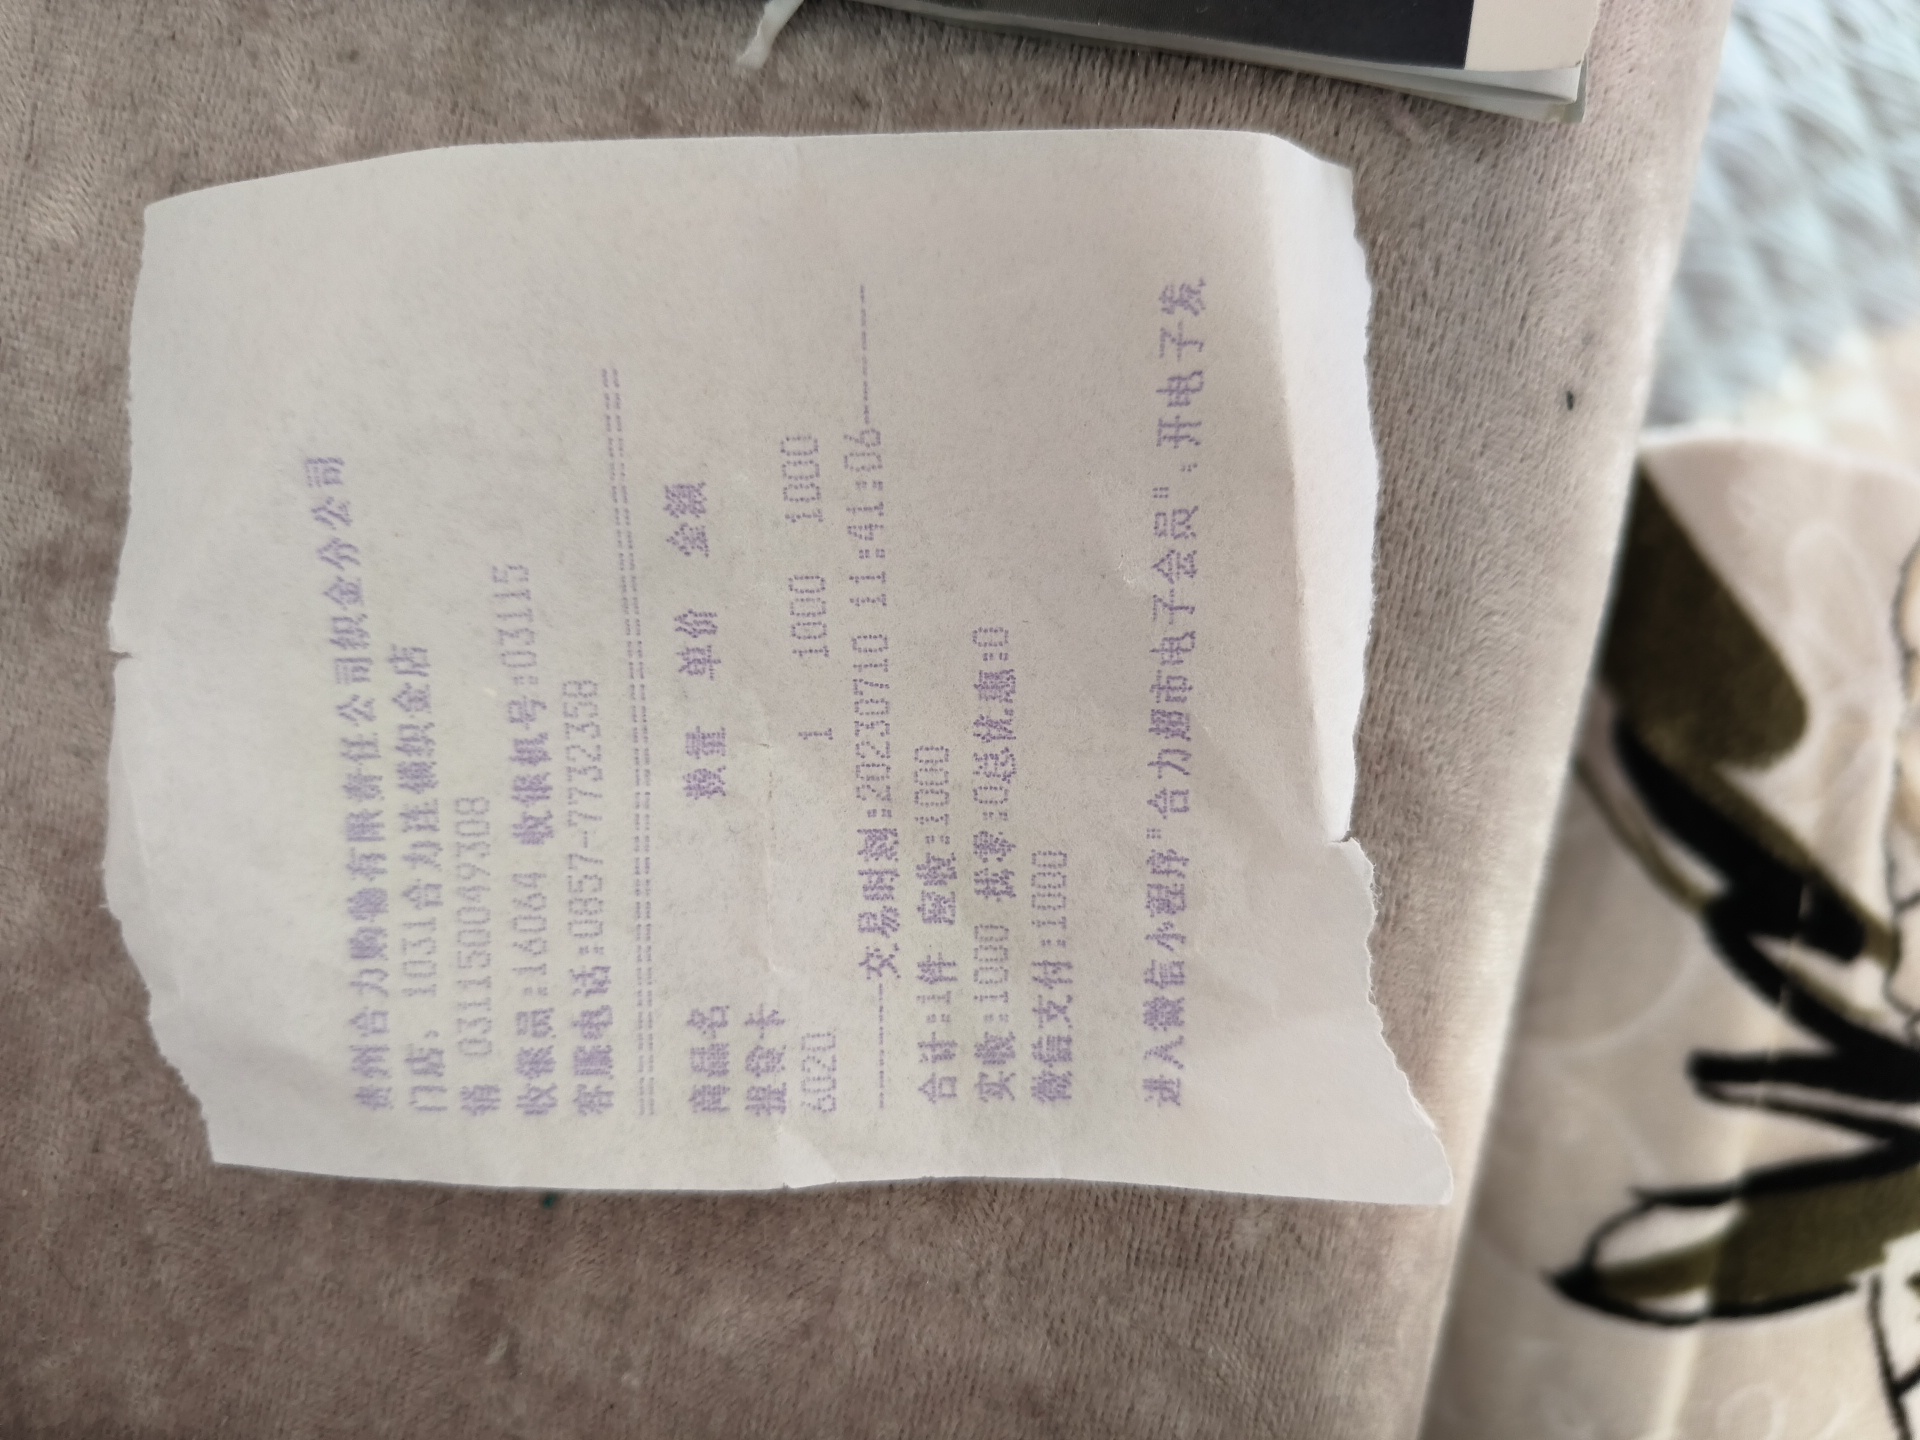 贵州合力购物有限责任公司织金分公司
门店: 1031合力连锁织金店
销 031150049308
收银员:16064 收银机号:03115
客服电话:0857-7732358
==========================================
商品名 数量 单价 金额
提货卡
6020 1 1000 1000
-------交易时刻:20230710 11:41:06--------
合计:1件 应收:1000
实收:1000 找零:0总优惠:0
微信支付:1000
进入微信小程序"合力超市电子会员",开电子发